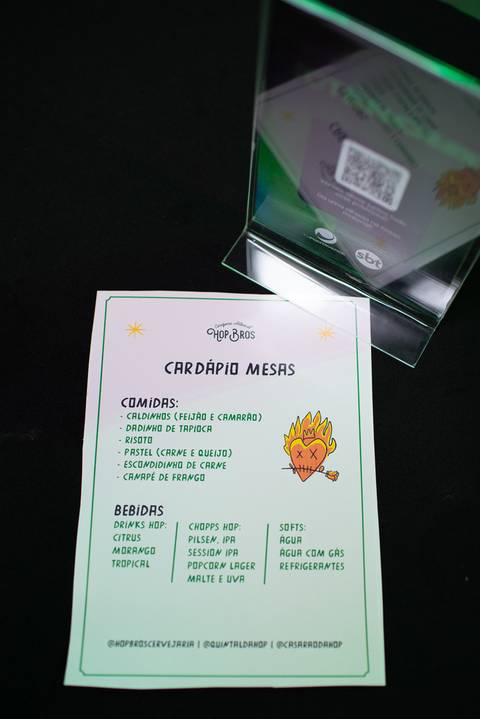 sbt
Cervejaria Artesanal
HOP BROS
CARDÁPIO MESAS
COMIDAS:
- CALDINHOS (FEIJÃO E CAMARÃO)
- DADINHO DE TAPIOCA
- RISOTO
- PASTEL (CARNE E QUEIJO)
- ESCONDIDINHO DE CARNE
- CANAPÉ DE FRANGO
BEBIDAS
DRINKS HOP:
CITRUS
MORANGO
TROPICAL
CHOPPS HOP:
PILSEN, IPA
SESSION IPA
POPCORN LAGER
MALTE E UVA
SOFTS:
ÁGUA
ÁGUA COM GÁS
REFRIGERANTES
@HOPBROSCERVEJARIA | @QUINTALDAHOP | @CASARAODAHOP